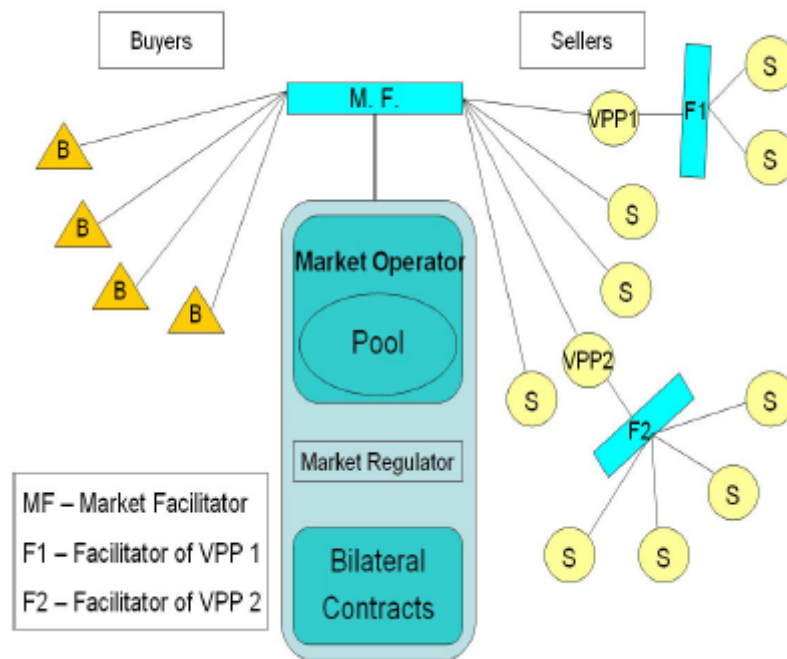 Buyers
Sellers
M. F.
VPP1
F1
S
S
B
B
B
B
S
S
S
VPP2
F2
S
S
S
S
Market Operator
Pool
Market Regulator
Bilateral
Contracts
MF – Market Facilitator
F1 – Facilitator of VPP 1
F2 – Facilitator of VPP 2